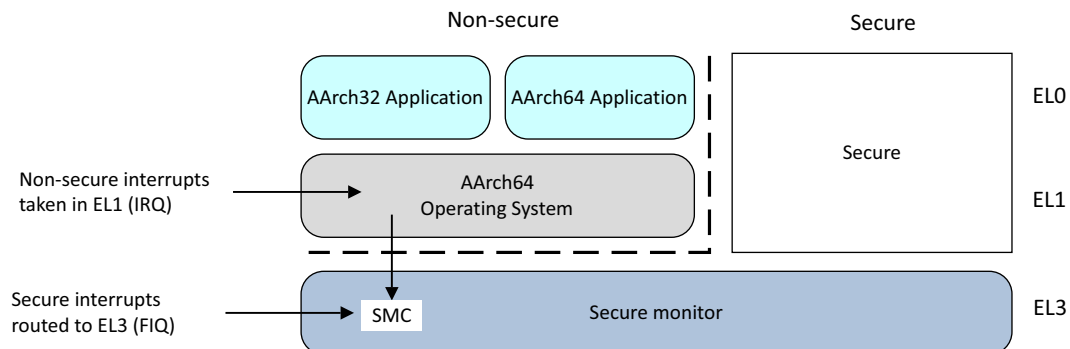 Non-secure
Secure
AArch32 Application
AArch64 Application
EL0
Secure
Non-secure interrupts
taken in EL1 (IRQ)
AArch64
Operating System
EL1
Secure interrupts
routed to EL3 (FIQ)
SMC
Secure monitor
EL3